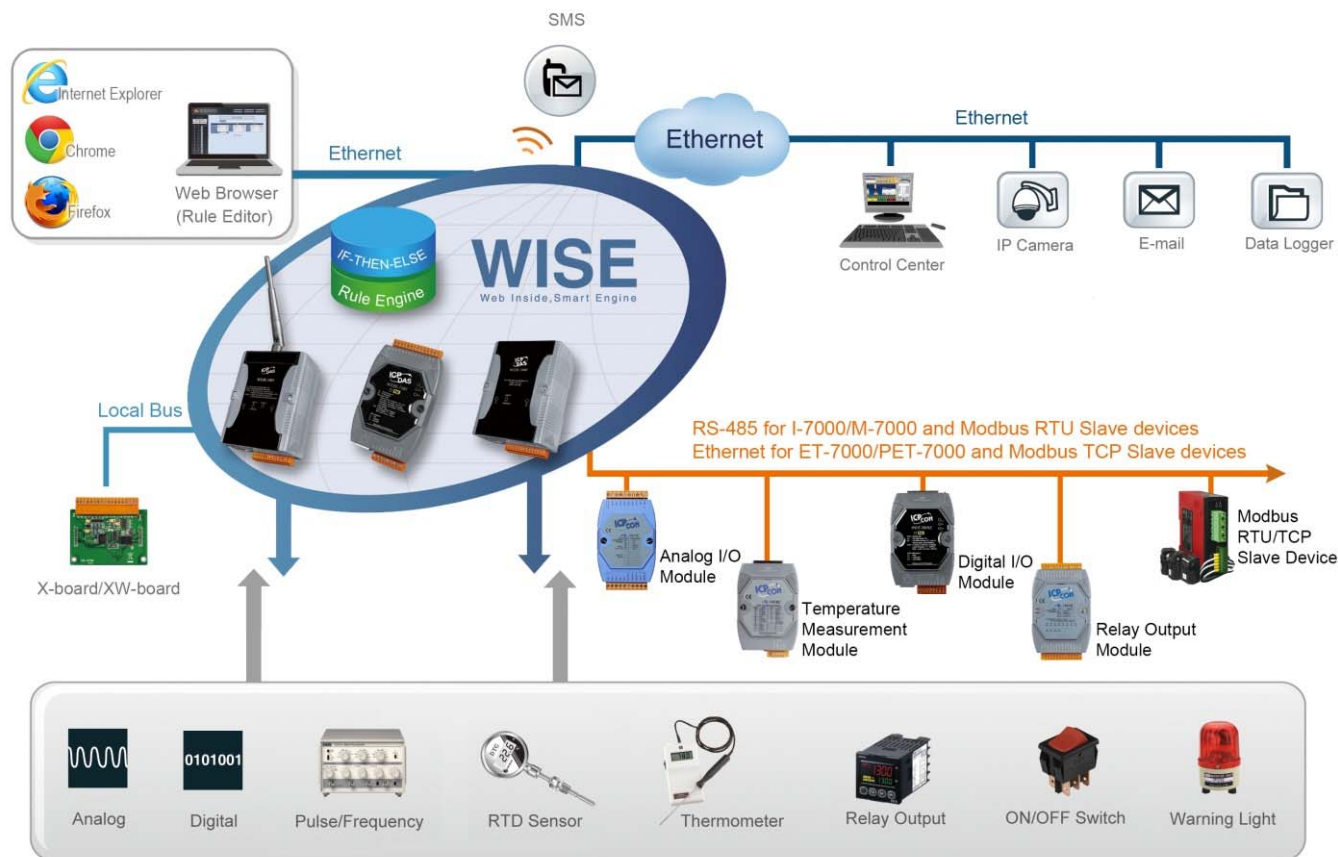 SMS
Internet Explorer
Chrome
Firefox
Web Browser
(Rule Editor)
Ethernet
Ethernet
Ethernet
Control Center
IP Camera
E-mail
Data Logger
IF-THEN-ELSE
Rule Engine
WISE
Web Inside, Smart Engine
ICP
DAS
Local Bus
X-board/XW-board
RS-485 for I-7000/M-7000 and Modbus RTU Slave devices
Ethernet for ET-7000/PET-7000 and Modbus TCP Slave devices
Analog I/O
Module
Temperature
Measurement
Module
Digital I/O
Module
Relay Output
Module
Modbus
RTU/TCP
Slave Device
0101001
Analog
Digital
Pulse/Frequency
RTD Sensor
Thermometer
Relay Output
ON/OFF Switch
Warning Light